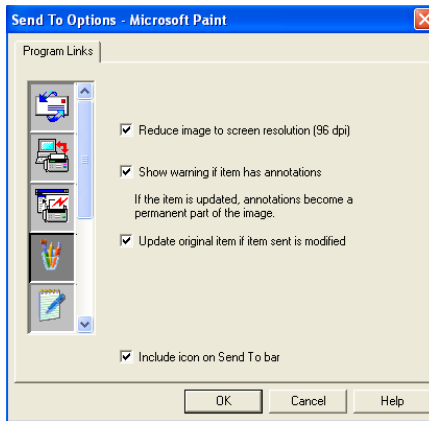 Send To Options - Microsoft Paint
Program Links
Reduce image to screen resolution (96 dpi)
Show warning if item has annotations
If the item is updated, annotations become a
permanent part of the image.
Update original item if item sent is modified
Include icon on Send To bar
OK Cancel Help